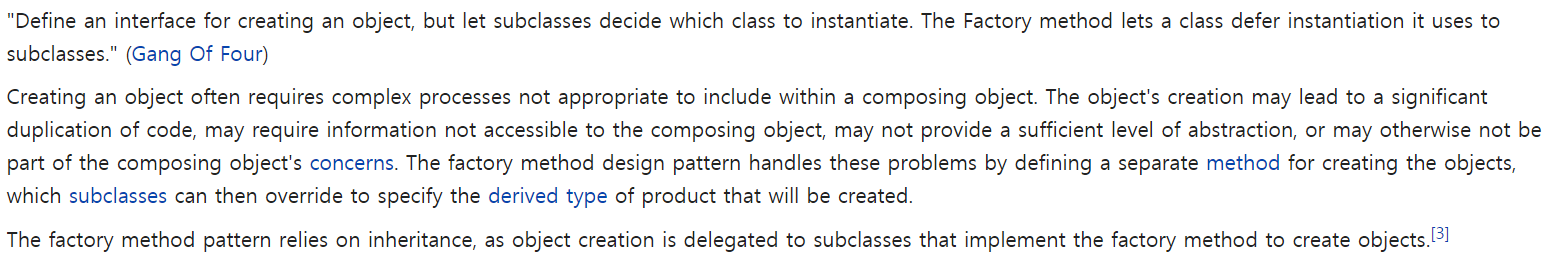 "Define an interface for creating an object, but let subclasses decide which class to instantiate. The Factory method lets a class defer instantiation it uses to
subclasses." (Gang Of Four)
Creating an object often requires complex processes not appropriate to include within a composing object. The object's creation may lead to a significant
duplication of code, may require information not accessible to the composing object, may not provide a sufficient level of abstraction, or may otherwise not be
part of the composing object's concerns. The factory method design pattern handles these problems by defining a separate method for creating the objects,
which subclasses can then override to specify the derived type of product that will be created.
The factory method pattern relies on inheritance, as object creation is delegated to subclasses that implement the factory method to create objects.[3]